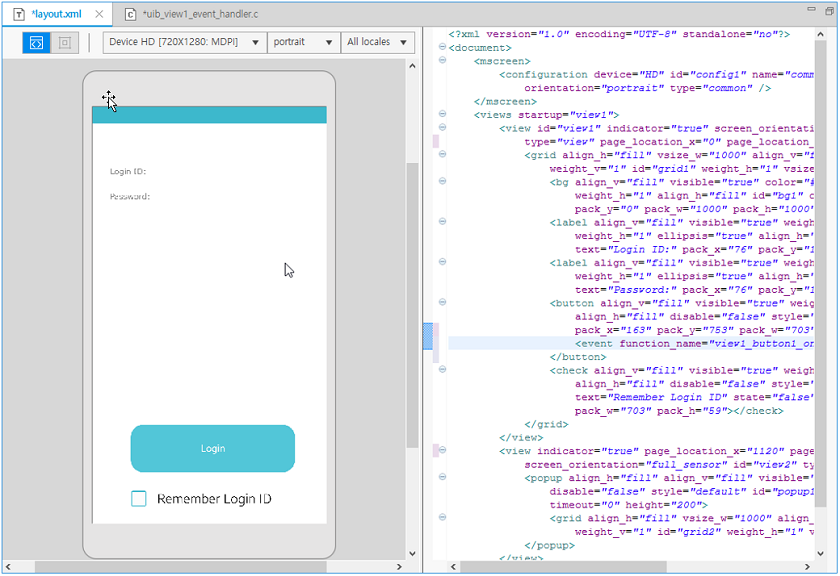 *layout.xml
*uib_view1_event_handler.c
Device HD [720X1280: MDPI]
portrait
All locales
Login ID:
Password:
Login
Remember Login ID
<?xml version="1.0" encoding="UTF-8" standalone="no"?>
<document>
<mscreen>
<configuration device="HD" id="config1" name="comm
orientation="portrait" type="common" />
</mscreen>
<views startup="view1">
<view id="view1" indicator="true" screen_orientat
type="view" page_location_x="0" page_location_
<grid align_h="fill" vsize_w="1000" align_v="f
weight_v="1" id="grid1" weight_h="1" vsize
<bg align_v="fill" visible="true" color="#
weight_h="1" align_h="fill" id="bg1" c
pack_y="0" pack_w="1000" pack_h="1000"
<label align_v="fill" visible="true" weigh
weight_h="1" ellipsis="true" align_h="
text="Login ID:" pack_x="76" pack_y="1
<label align_v="fill" visible="true" weigh
weight_h="1" ellipsis="true" align_h="
text="Password:" pack_x="76" pack_y="1
<button align_v="fill" visible="true" weig
align_h="fill" disable="false" style="
pack_x="163" pack_y="753" pack_w="703"
<event function_name="view1_button1_on
</button>
<check align_v="fill" visible="true" weigh
align_h="fill" disable="false" style="
text="Remember Login ID" state="false"
pack_w="703" pack_h="59"></check>
</grid>
</view>
<view indicator="true" page_location_x="1120" page
screen_orientation="full_sensor" id="view2" ty
<popup align_h="fill" align_v="fill" visible="
disable="false" style="default" id="popup1
timeout="0" height="200">
<grid align_h="fill" vsize_w="1000" align_
weight_v="1" id="grid2" weight_h="1" v
</popup>
</view>